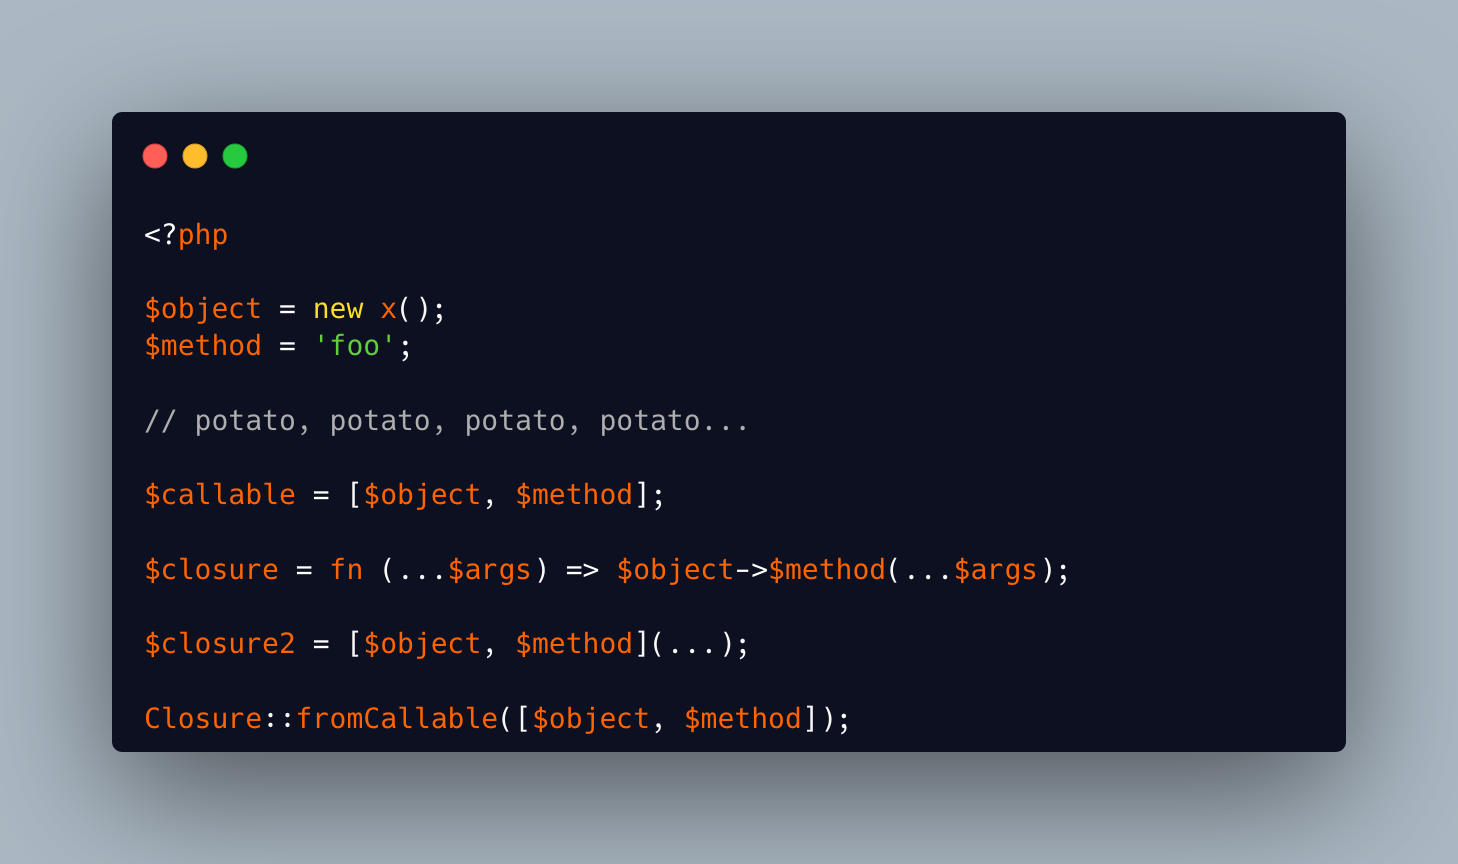 <?php
$object = new x();
$method = 'foo';
// potato, potato, potato, potato...
$callable = [$object, $method];
$closure = fn (...$args) => $object->$method(...$args);
$closure2 = [$object, $method](...);
Closure::fromCallable([$object, $method]);